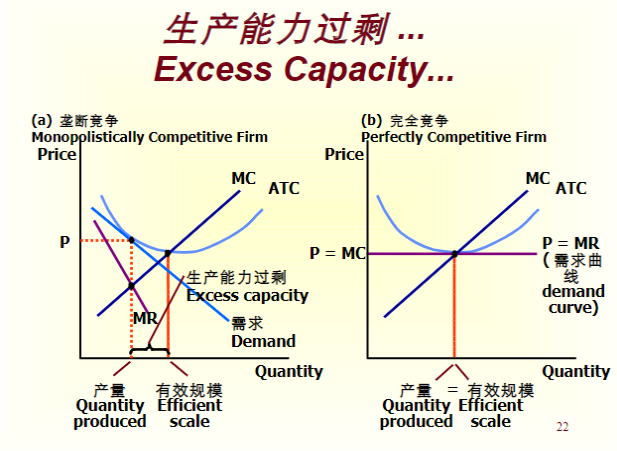 生产能力过剩 ...
Excess Capacity...
(a) 垄断竞争
Monopolistically Competitive Firm
Price
MC
ATC
P
生产能力过剩
Excess capacity
MR
需求
Demand
Quantity
产量
Quantity
produced
有效规模
Efficient
scale
(b) 完全竞争
Perfectly Competitive Firm
Price
MC
ATC
P = MC
P = MR
(需求曲
线
demand
curve)
Quantity
产量 = 有效规模
Quantity Efficient
produced scale
22